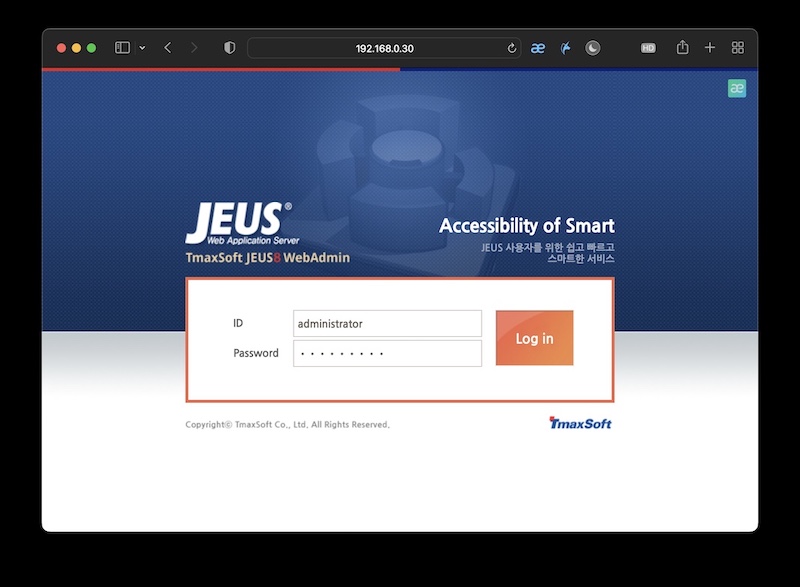 192.168.0.30
HD
JEUS®
Web Application Server
TmaxSoft JEUS8 WebAdmin
Accessibility of Smart
JEUS 사용자를 위한 쉽고 빠르고
스마트한 서비스
ID
administrator
Password
Log in
Copyrightⓒ TmaxSoft Co., Ltd. All Rights Reserved.
TmaxSoft